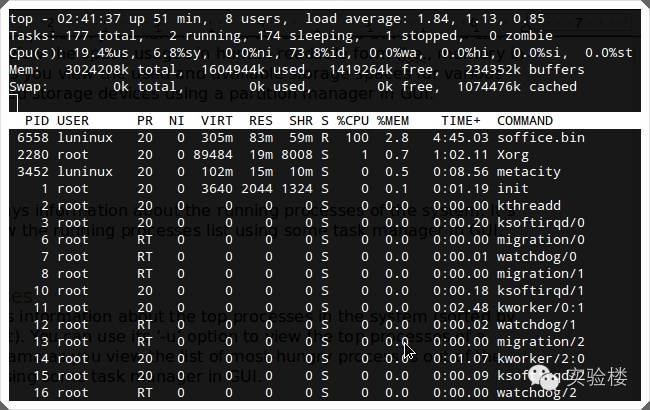 top - 02:41:37 up 51 min,  8 users,  load average: 1.84, 1.13, 0.85
Tasks: 177 total,   2 running, 174 sleeping,   stopped,   zombie
Cpu(s): 19.4%us,  6.8%sy,  0.0%ni, 73.8%id,  0.0%wa,  0.0%hi,  0.0%si,  0.0%st
Mem: total, 1604944k used, 1419264k free, 234352k buffers
Swap: 0k total, 0k used, 0k free, 1074476k cached
PID USER PR NI VIRT RES SHR S %CPU %MEM TIME+ COMMAND
6558 luninux 20 0 305m 83m 59m R 100 2.8 4:45.03 soffice.bin
2280 root 20 0 89484 19m 8008 S 1 0.7 1:02.11 Xorg
3452 luninux 20 0 102m 15m 10m S 0 0.5 0:08.56 metacity
1 root 20 0 3640 2044 1324 S 0 0.1 0:01.19 init
2 root 20 0 0 0 0 S 0 0.0 0:00.00 kthreadd
3 root 20 0 0 0 0 S 0 0.0 0:00.20 ksoftirqd/0
6 root RT 0 0 0 0 S 0 0.0 0:00.00 migration/0
7 root RT 0 0 0 0 S 0 0.0 0:00.01 watchdog/0
8 root RT 0 0 0 0 S 0 0.0 0:00.00 migration/1
10 root 20 0 0 0 0 S 0 0.0 0:00.18 ksoftirqd/1
11 root 20 0 0 0 0 S 0 0.0 0:02.48 kworker/0:1
12 root RT 0 0 0 0 S 0 0.0 0:00.02 watchdog/1
13 root RT 0 0 0 0 S 0 0.0 0:00.00 migration/2
14 root 20 0 0 0 0 S 0 0.0 0:01.07 kworker/2:0
15 root 20 0 0 0 0 S 0 0.0 0:00.09 ksoftirqd/2
16 root RT 0 0 0 0 S 0 0.0 0:00.00 watchdog/2
实验楼